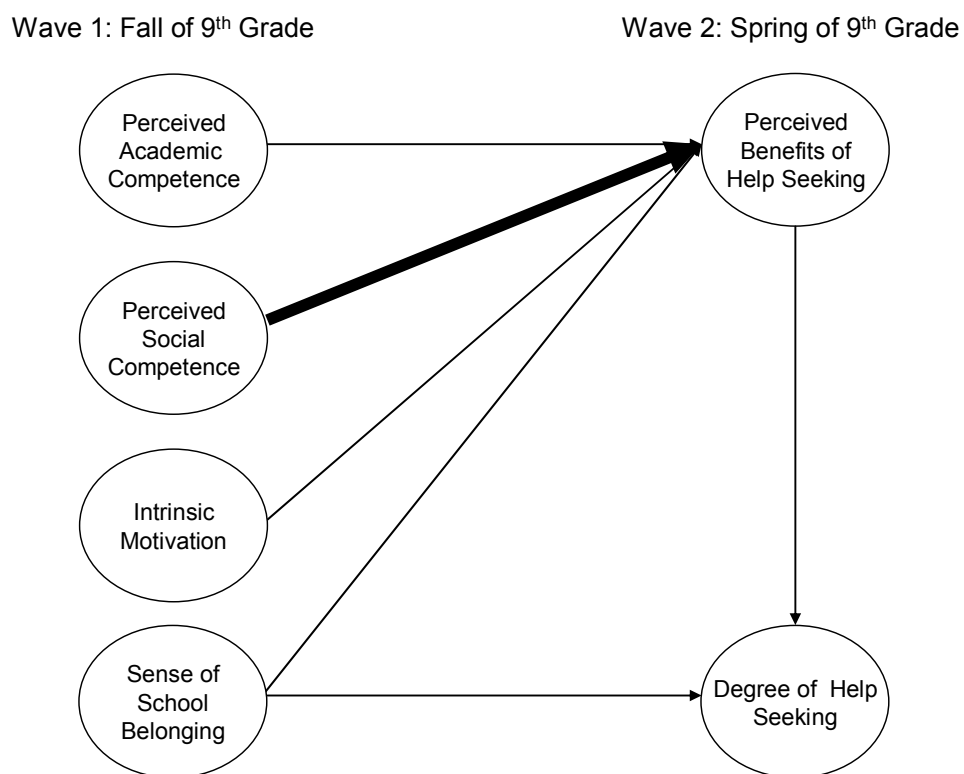 Wave 1: Fall of 9th Grade
Wave 2: Spring of 9th Grade
Perceived
Academic
Competence
Perceived
Benefits of
Help Seeking
Perceived
Social
Competence
Intrinsic
Motivation
Sense of
School
Belonging
Degree of Help
Seeking